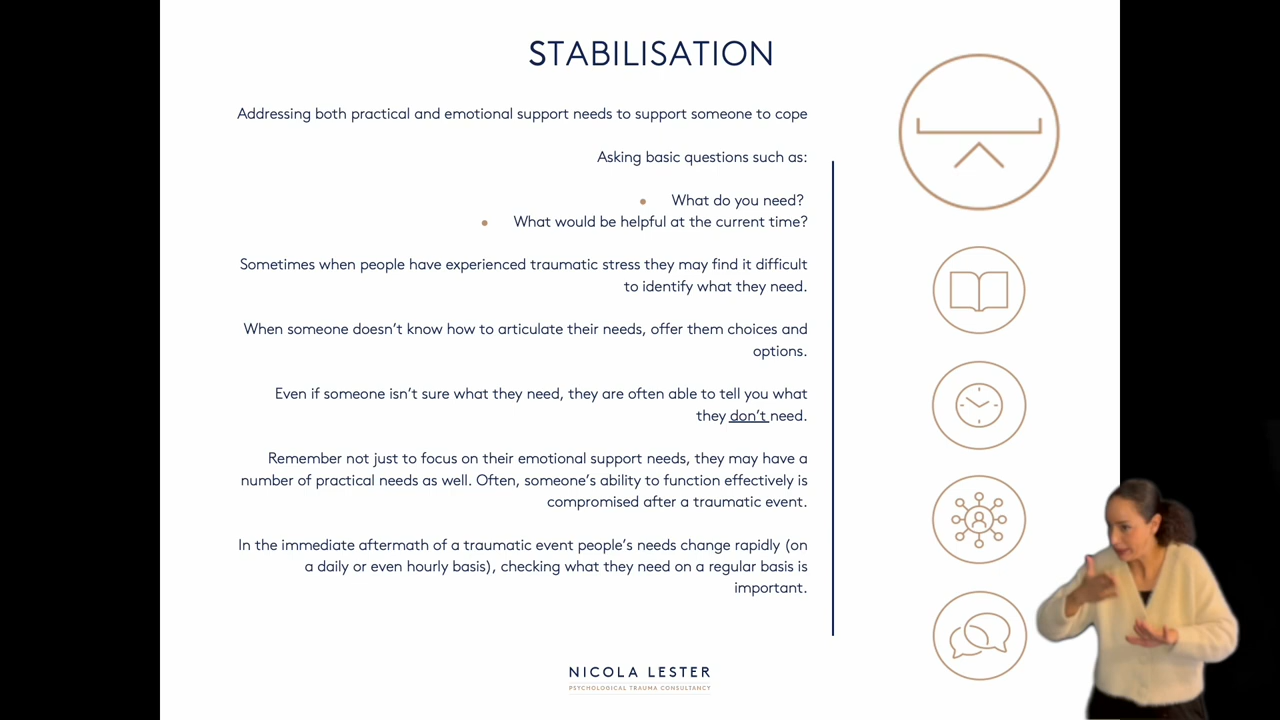 STABILISATION
Addressing both practical and emotional support needs to support someone to cope
Asking basic questions such as:
• What do you need?
• What would be helpful at the current time?
Sometimes when people have experienced traumatic stress they may find it difficult
to identify what they need.
When someone doesn’t know how to articulate their needs, offer them choices and
options.
Even if someone isn’t sure what they need, they are often able to tell you what
they don’t need.
Remember not just to focus on their emotional support needs, they may have a
number of practical needs as well. Often, someone’s ability to function effectively is
compromised after a traumatic event.
In the immediate aftermath of a traumatic event people’s needs change rapidly (on
a daily or even hourly basis), checking what they need on a regular basis is
important.
NICOLA LESTER
PSYCHOLOGICAL TRAUMA CONSULTANCY